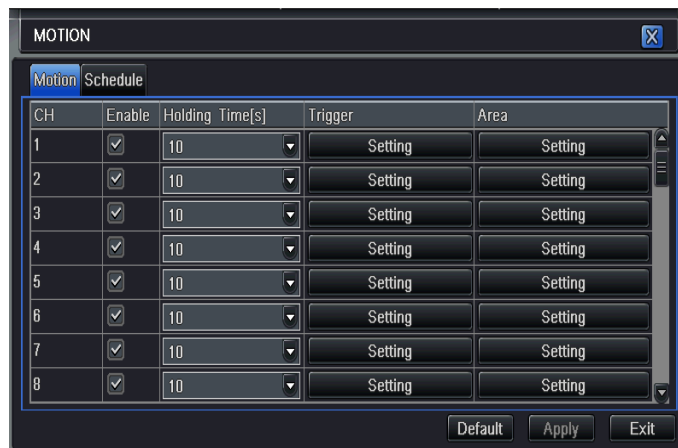 MOTION X
Motion Schedule
CH Enable Holding Time[s] Trigger Area
1 10 Setting Setting
2 10 Setting Setting
3 10 Setting Setting
4 10 Setting Setting
5 10 Setting Setting
6 10 Setting Setting
7 10 Setting Setting
8 10 Setting Setting
Default Apply Exit